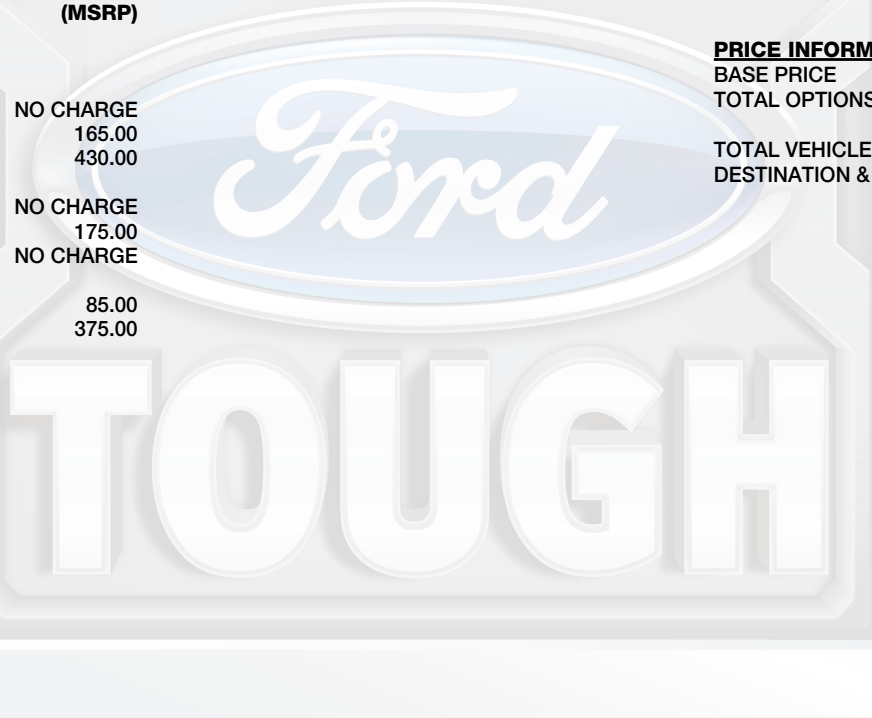 (MSRP)
NO CHARGE
165.00
430.00
NO CHARGE
175.00
NO CHARGE
85.00
375.00
PRICE INFORM
BASE PRICE
TOTAL OPTIONS
TOTAL VEHICLE
DESTINATION &
Ford
TOUGH